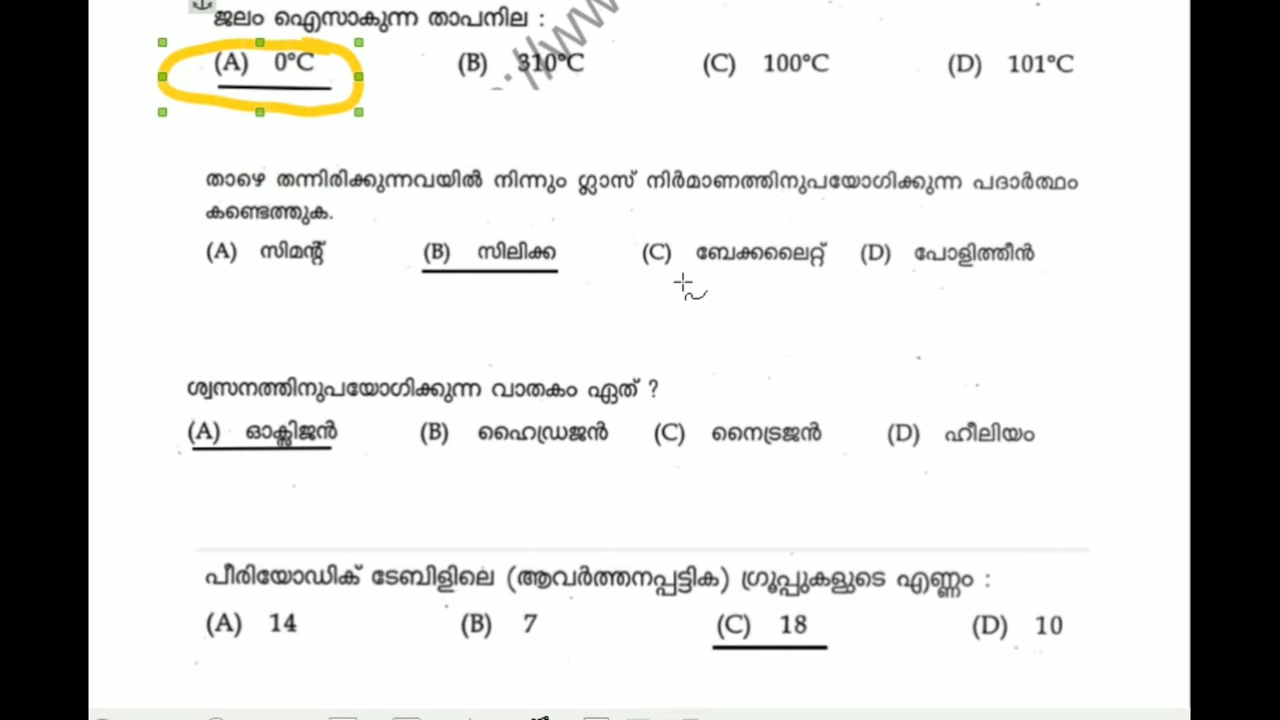 ജലം ഐസാകുന്ന താപനില :
(A) 0°C (B) 310°C (C) 100°C (D) 101°C
://www
താഴെ തന്നിരിക്കുന്നവയിൽ നിന്നും ഗ്ലാസ് നിർമാണത്തിനുപയോഗിക്കുന്ന പദാർത്ഥം
കണ്ടെത്തുക.
(A) സിമന്റ് (B) സിലിക്ക (C) ബേക്കലൈറ്റ് (D) പോളിത്തീൻ
ശ്വസനത്തിനുപയോഗിക്കുന്ന വാതകം ഏത് ?
(A) ഓക്സിജൻ (B) ഹൈഡ്രജൻ (C) നൈട്രജൻ (D) ഹീലിയം
പീരിയോഡിക് ടേബിളിലെ (ആവർത്തനപ്പട്ടിക) ഗ്രൂപ്പുകളുടെ എണ്ണം :
(A) 14 (B) 7 (C) 18 (D) 10